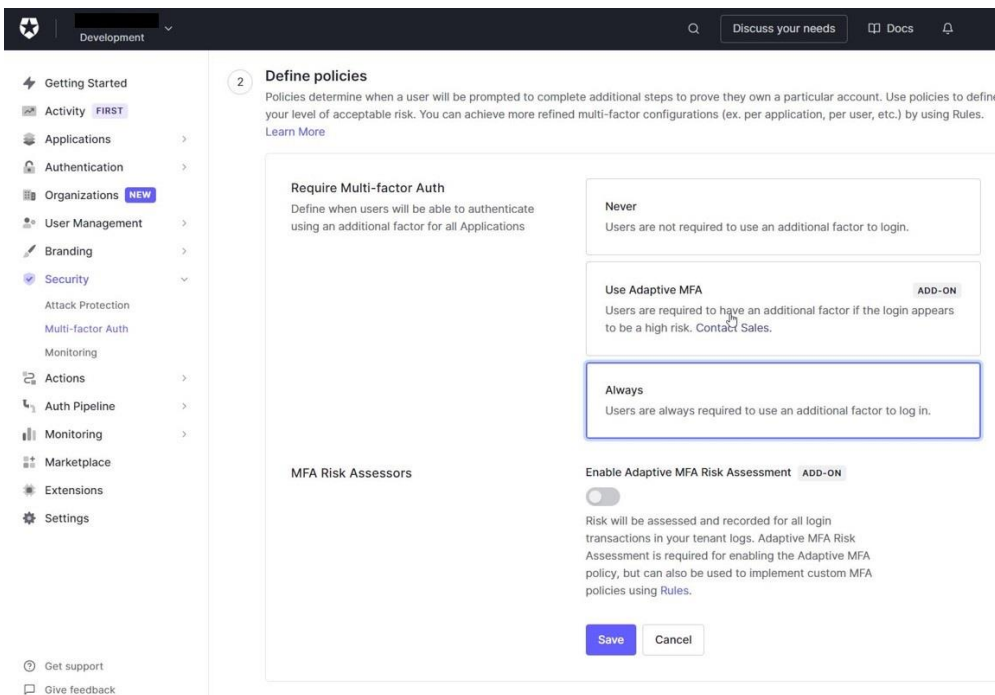 Development
Discuss your needs
Docs
Getting Started
Activity FIRST
Applications
Authentication
Organizations NEW
User Management
Branding
Security
Attack Protection
Multi-factor Auth
Monitoring
Actions
Auth Pipeline
Monitoring
Marketplace
Extensions
Settings
Get support
Give feedback
2 Define policies
Policies determine when a user will be prompted to complete additional steps to prove they own a particular account. Use policies to define
your level of acceptable risk. You can achieve more refined multi-factor configurations (ex. per application, per user, etc.) by using Rules.
Learn More
Require Multi-factor Auth
Define when users will be able to authenticate
using an additional factor for all Applications
Never
Users are not required to use an additional factor to login.
Use Adaptive MFA ADD-ON
Users are required to have an additional factor if the login appears
to be a high risk. Contact Sales.
Always
Users are always required to use an additional factor to log in.
MFA Risk Assessors
Enable Adaptive MFA Risk Assessment ADD-ON
Risk will be assessed and recorded for all login
transactions in your tenant logs. Adaptive MFA Risk
Assessment is required for enabling the Adaptive MFA
policy, but can also be used to implement custom MFA
policies using Rules.
Save Cancel